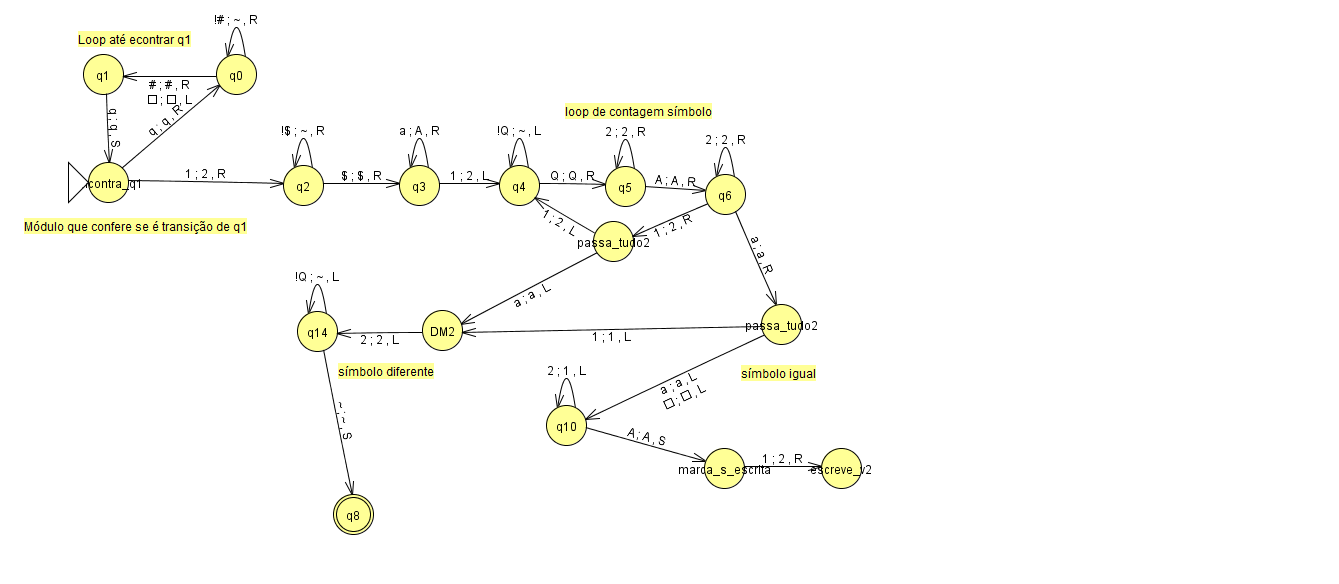 !# ; ~ , R
Loop até econtrar q1
q1
q0
# ; # , R
□ ; □ , L
q ; q , S
q ; q , R
loop de contagem símbolo
!$ ; ~ , R
a ; A , R
!Q ; ~ , L
2 ; 2 , R
2 ; 2 , R
contra_q1
1 ; 2 , R
q2
$ ; $ , R
q3
1 ; 2 , L
q4
Q ; Q , R
q5
A ; A , R
q6
Módulo que confere se é transição de q1
1 ; 2 , L
passa_tudo2
1 ; 2 , R
a ; a , R
!Q ; ~ , L
a ; a , L
q14
2 ; 2 , L
DM2
1 ; 1 , L
passa_tudo2
símbolo diferente
2 ; 1 , L
a ; a , L
□ ; □ , L
símbolo igual
~ ; ~ , S
q10
A ; A , S
marca_s_escrita
1 ; 2 , R
escreve_v2
q8